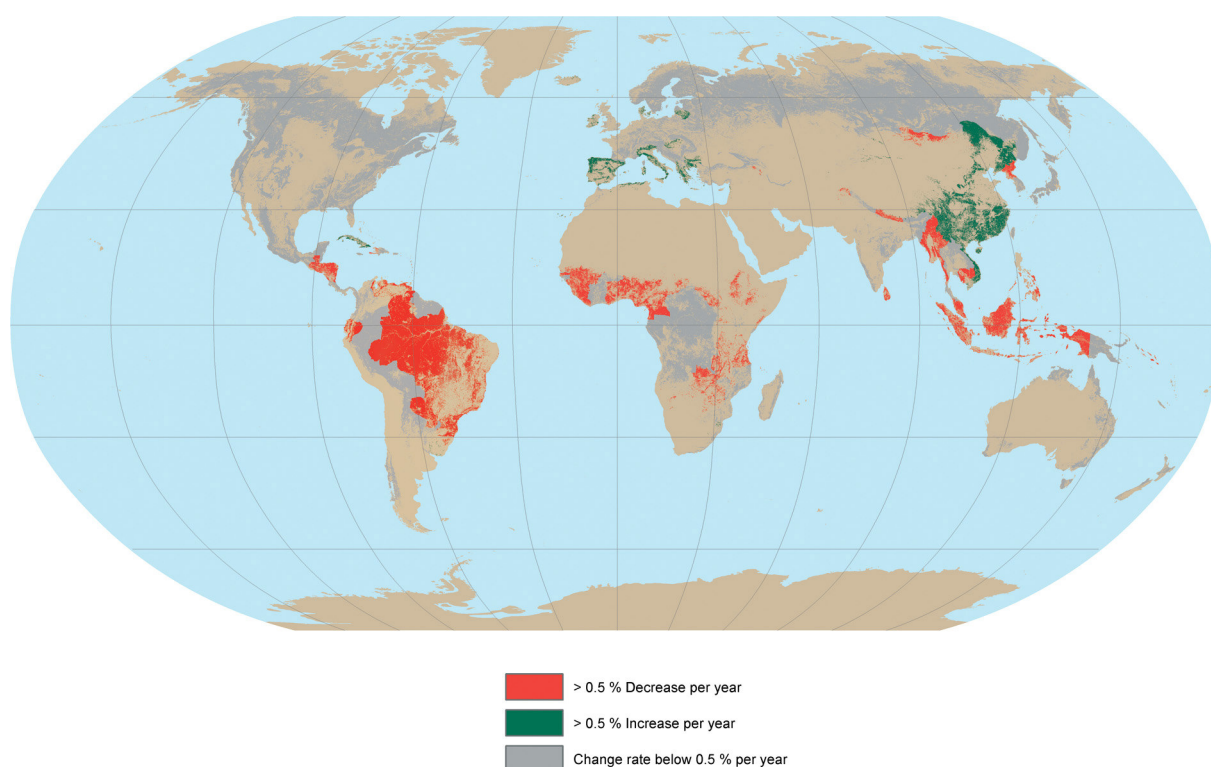 > 0.5 % Decrease per year
> 0.5 % Increase per year
Change rate below 0.5 % per year